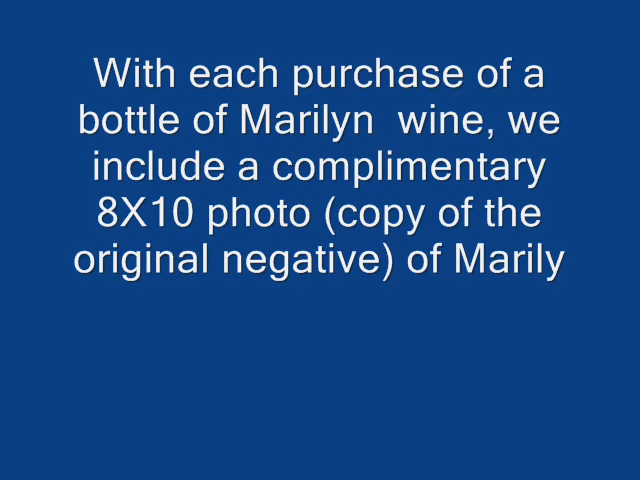 With each purchase of a
bottle of Marilyn  wine, we
include a complimentary
8X10 photo (copy of the
original negative) of Marily